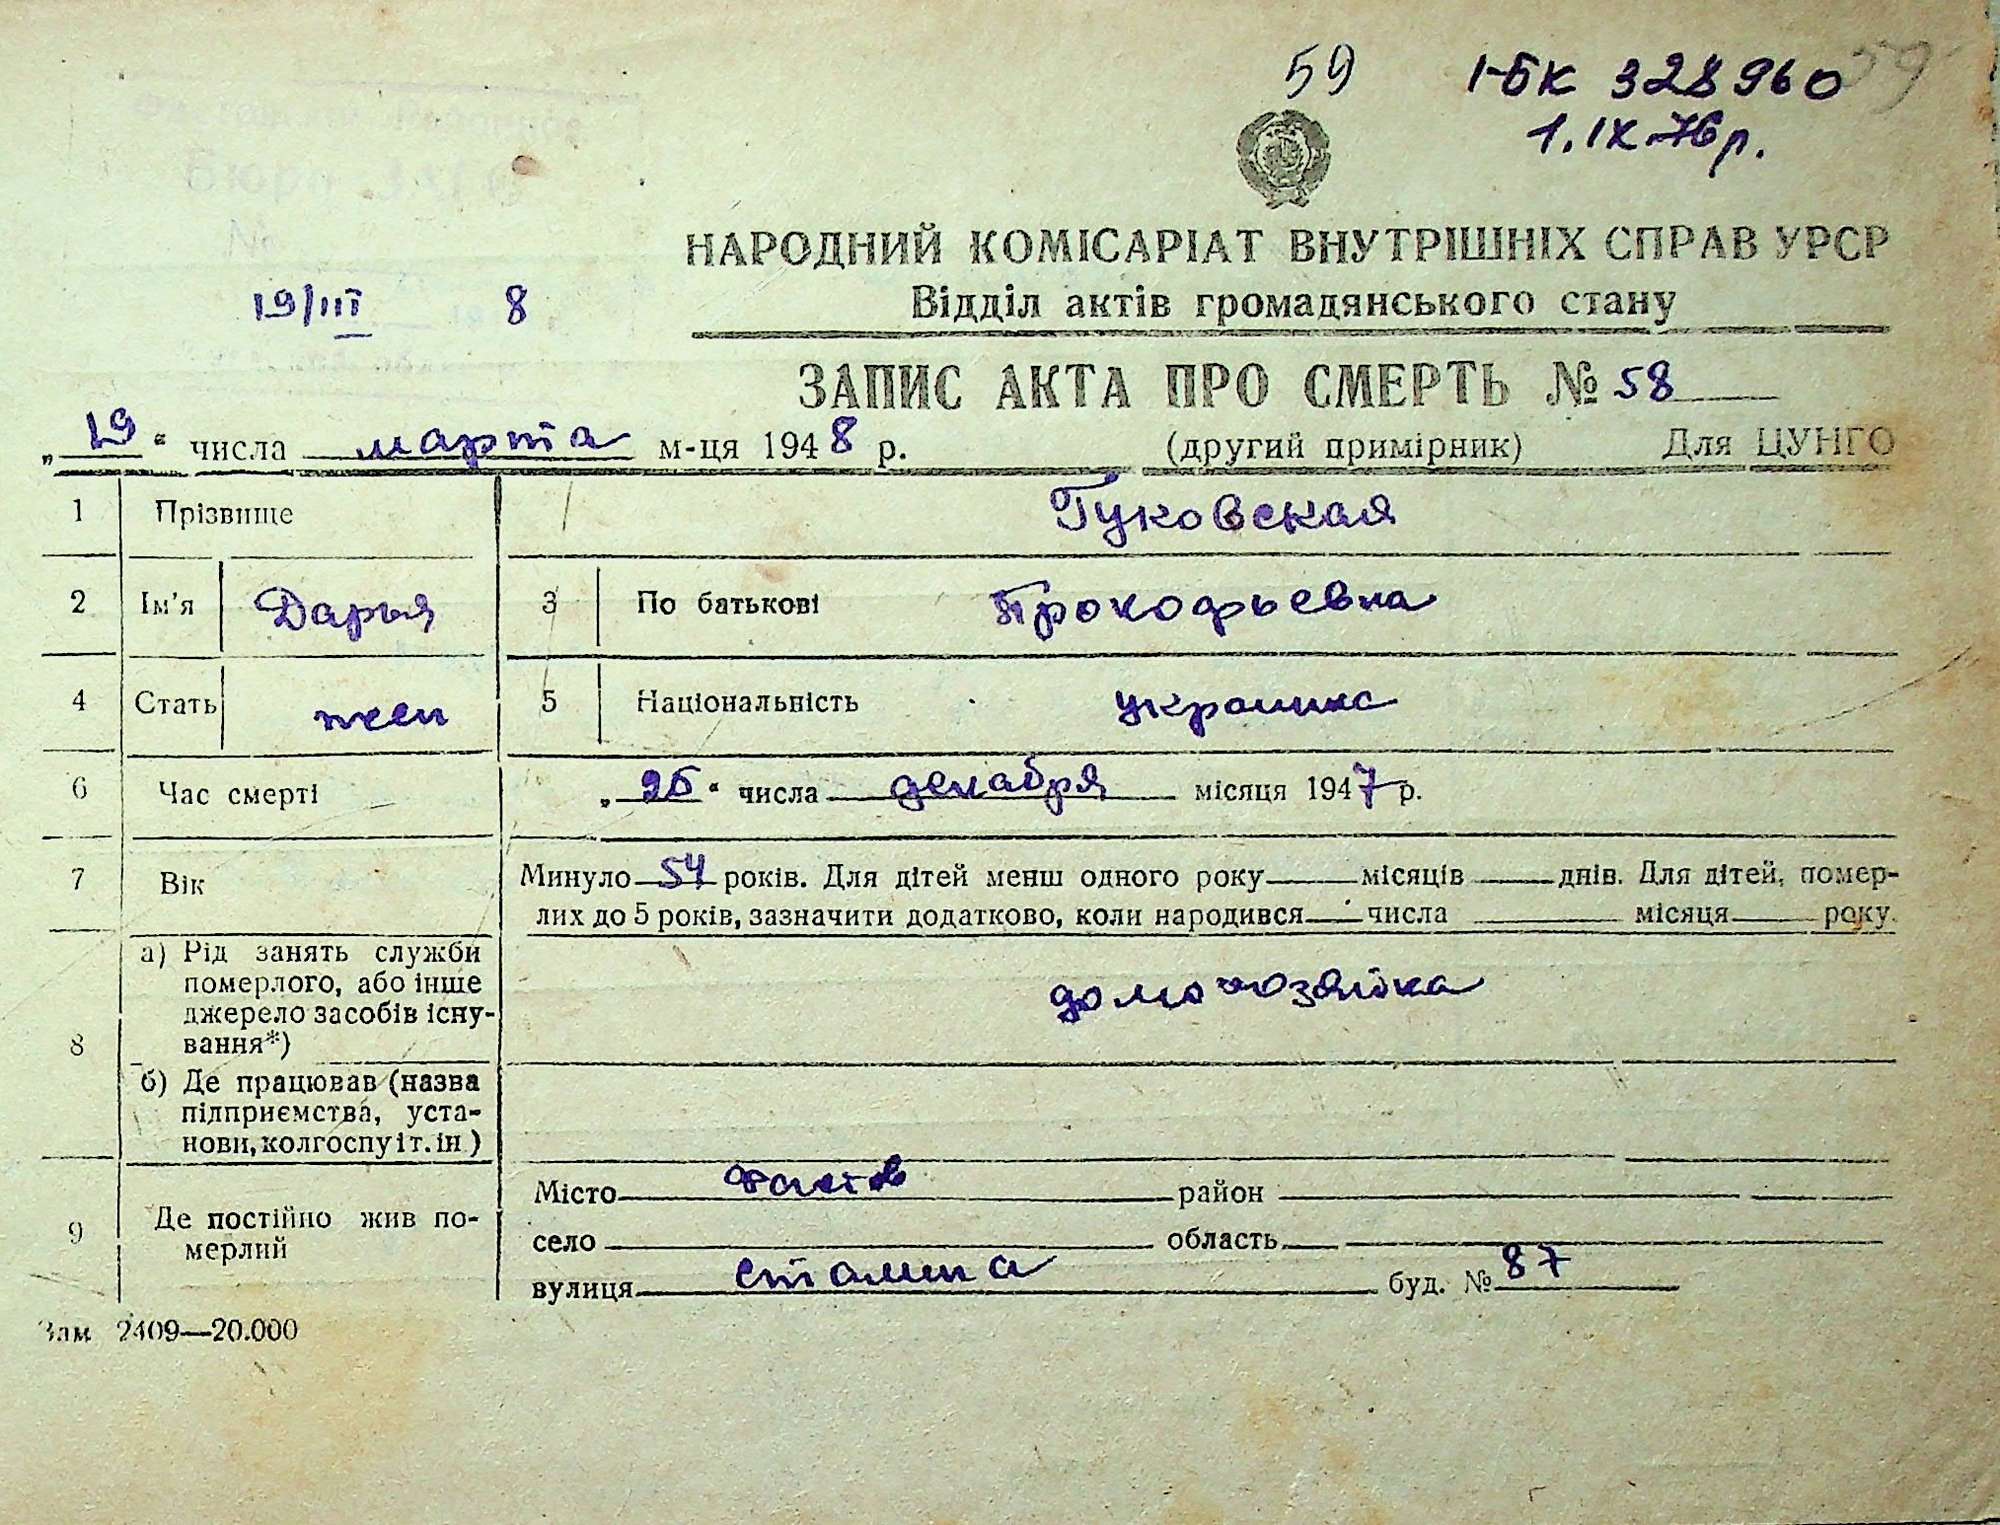 59 І-БК 328960
1.IX-76 р.
Бюро ЗАГС
№
19/III 8
НАРОДНИЙ КОМІСАРІАТ ВНУТРІШНІХ СПРАВ УРСР
Відділ актів громадянського стану
ЗАПИС АКТА ПРО СМЕРТЬ № 58
„19“ числа марта м-ця 1948 р. (другий примірник) Для ЦУНГО
1 Прізвище Гуковская
2 Ім'я Дарья 3 По батькові Прокофьевна
4 Стать жен 5 Національність украинка
6 Час смерті „26“ числа декабря місяця 1947 р.
7 Вік Минуло 54 років. Для дітей менш одного року місяців днів. Для дітей, помер-
лих до 5 років, зазначити додатково, коли народився числа місяця року.
8 а) Рід занять служби
померлого, або інше
джерело засобів існу-
вання*) домохозяйка
б) Де працював (назва
підприємства, уста-
нови, колгоспу і т. ін.)
9 Де постійно жив по-
мерлий
Місто Фастов район
село область
вулиця Сталина буд. № 87
Зам. 2409—20.000